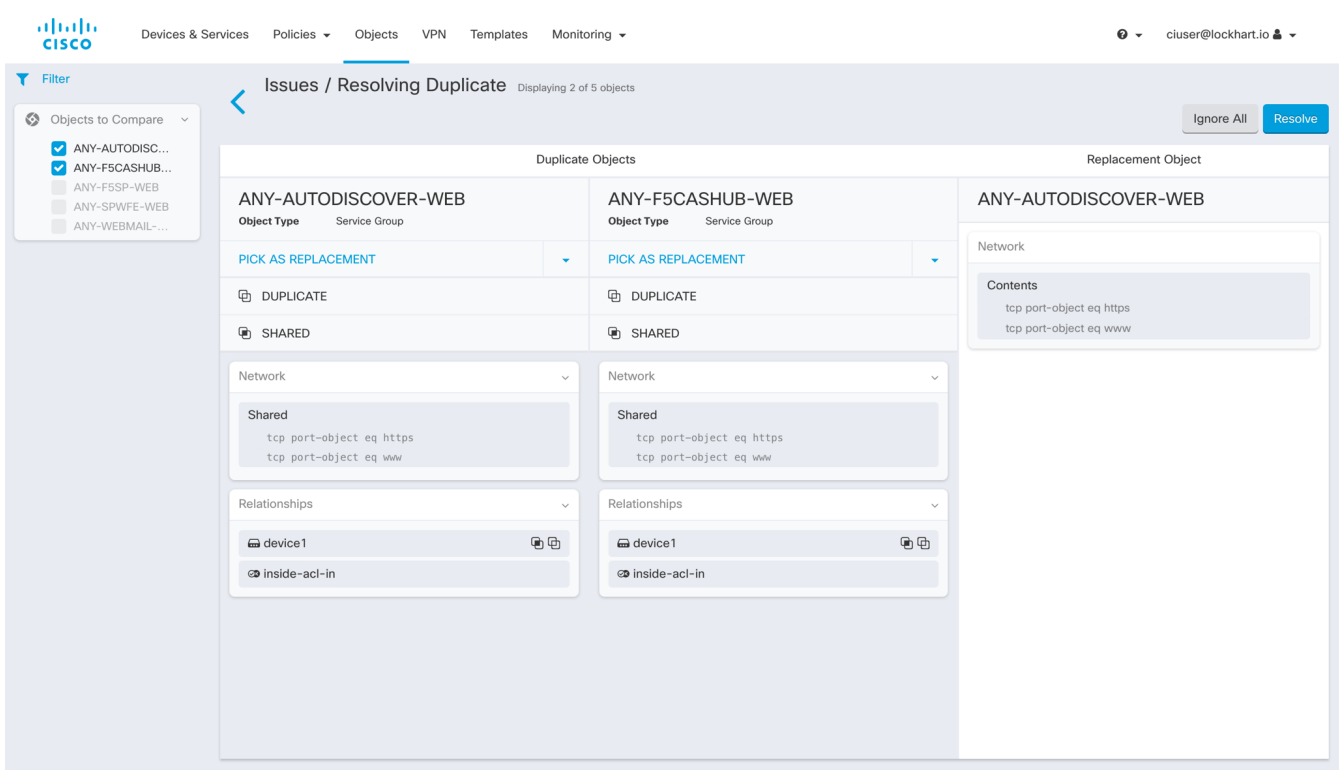 CISCO
Devices & Services Policies Objects VPN Templates Monitoring ciuser@lockhart.io
Filter
Objects to Compare
ANY-AUTODISC...
ANY-F5CASHUB...
ANY-F5SP-WEB
ANY-SPWFE-WEB
ANY-WEBMAIL-...
Issues / Resolving Duplicate Displaying 2 of 5 objects
Ignore All Resolve
Duplicate Objects Replacement Object
ANY-AUTODISCOVER-WEB
Object Type Service Group
PICK AS REPLACEMENT
DUPLICATE
SHARED
Network
Shared
tcp port-object eq https
tcp port-object eq www
Relationships
device1
inside-acl-in
ANY-F5CASHUB-WEB
Object Type Service Group
PICK AS REPLACEMENT
DUPLICATE
SHARED
Network
Shared
tcp port-object eq https
tcp port-object eq www
Relationships
device1
inside-acl-in
ANY-AUTODISCOVER-WEB
Network
Contents
tcp port-object eq https
tcp port-object eq www